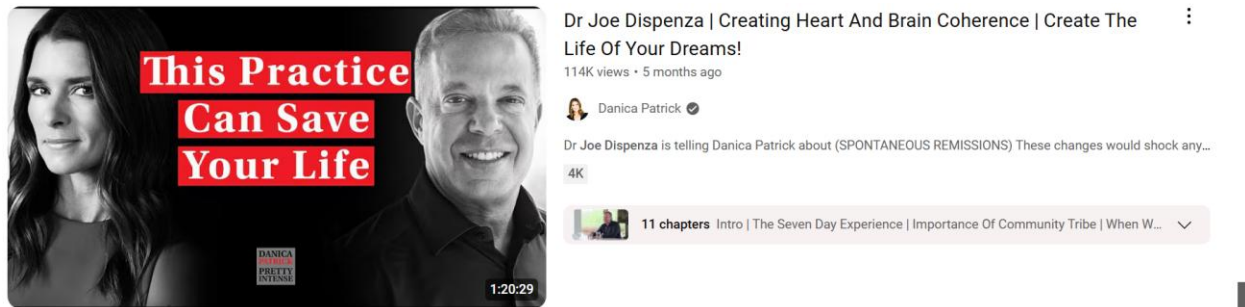 This Practice
Can Save
Your Life
DANICA
PATRICK
PRETTY
INTENSE
1:20:29
Dr Joe Dispenza | Creating Heart And Brain Coherence | Create The
Life Of Your Dreams!
114K views • 5 months ago
Danica Patrick
Dr Joe Dispenza is telling Danica Patrick about (SPONTANEOUS REMISSIONS) These changes would shock any...
4K
11 chapters Intro | The Seven Day Experience | Importance Of Community Tribe | When W...